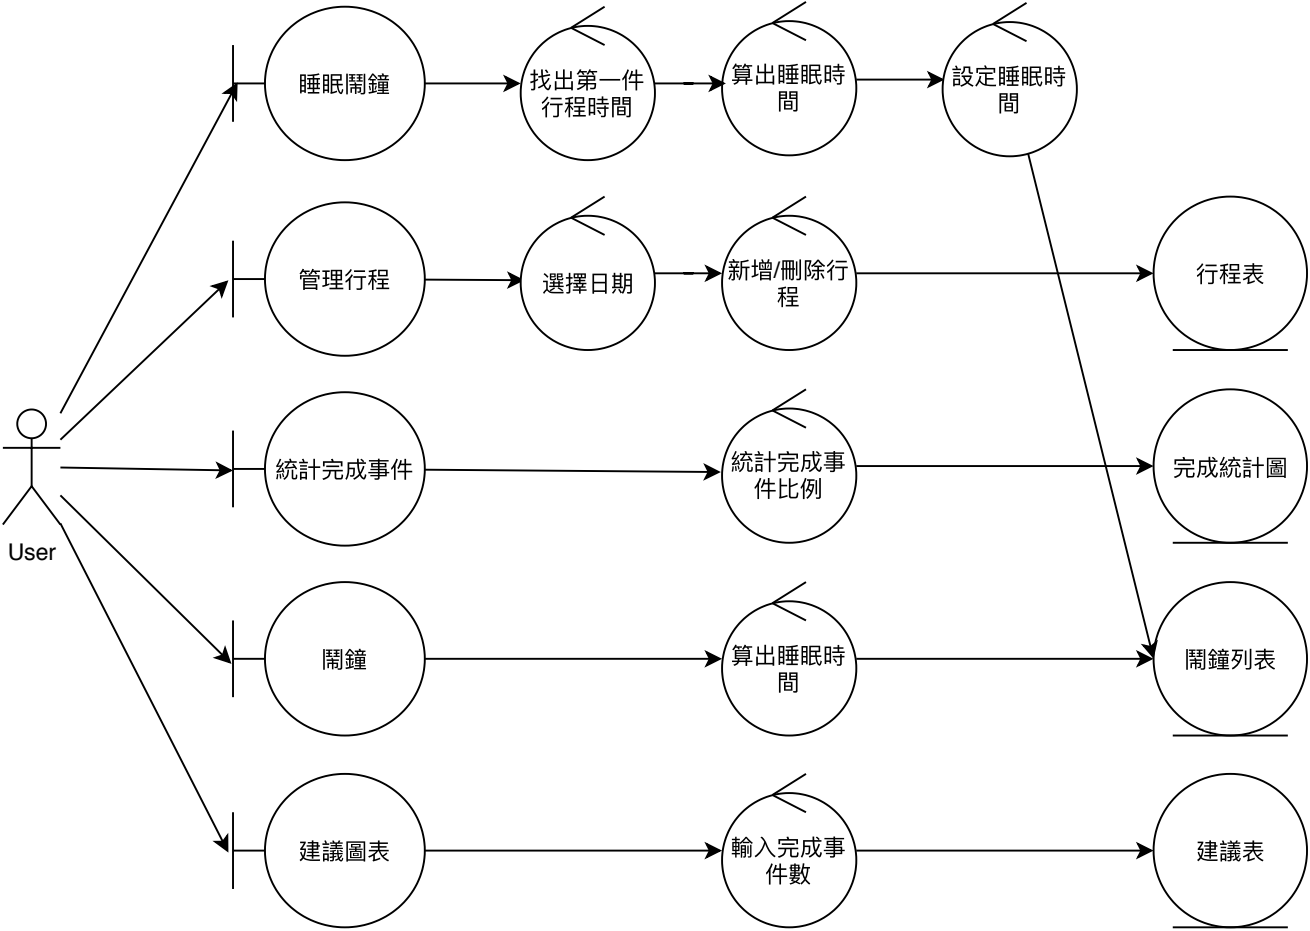 睡眠鬧鐘
找出第一件
行程時間
算出睡眠時
間
設定睡眠時
間
管理行程
選擇日期
新增/刪除行
程
行程表
統計完成事件
統計完成事
件比例
完成統計圖
User
鬧鐘
算出睡眠時
間
鬧鐘列表
建議圖表
輸入完成事
件數
建議表